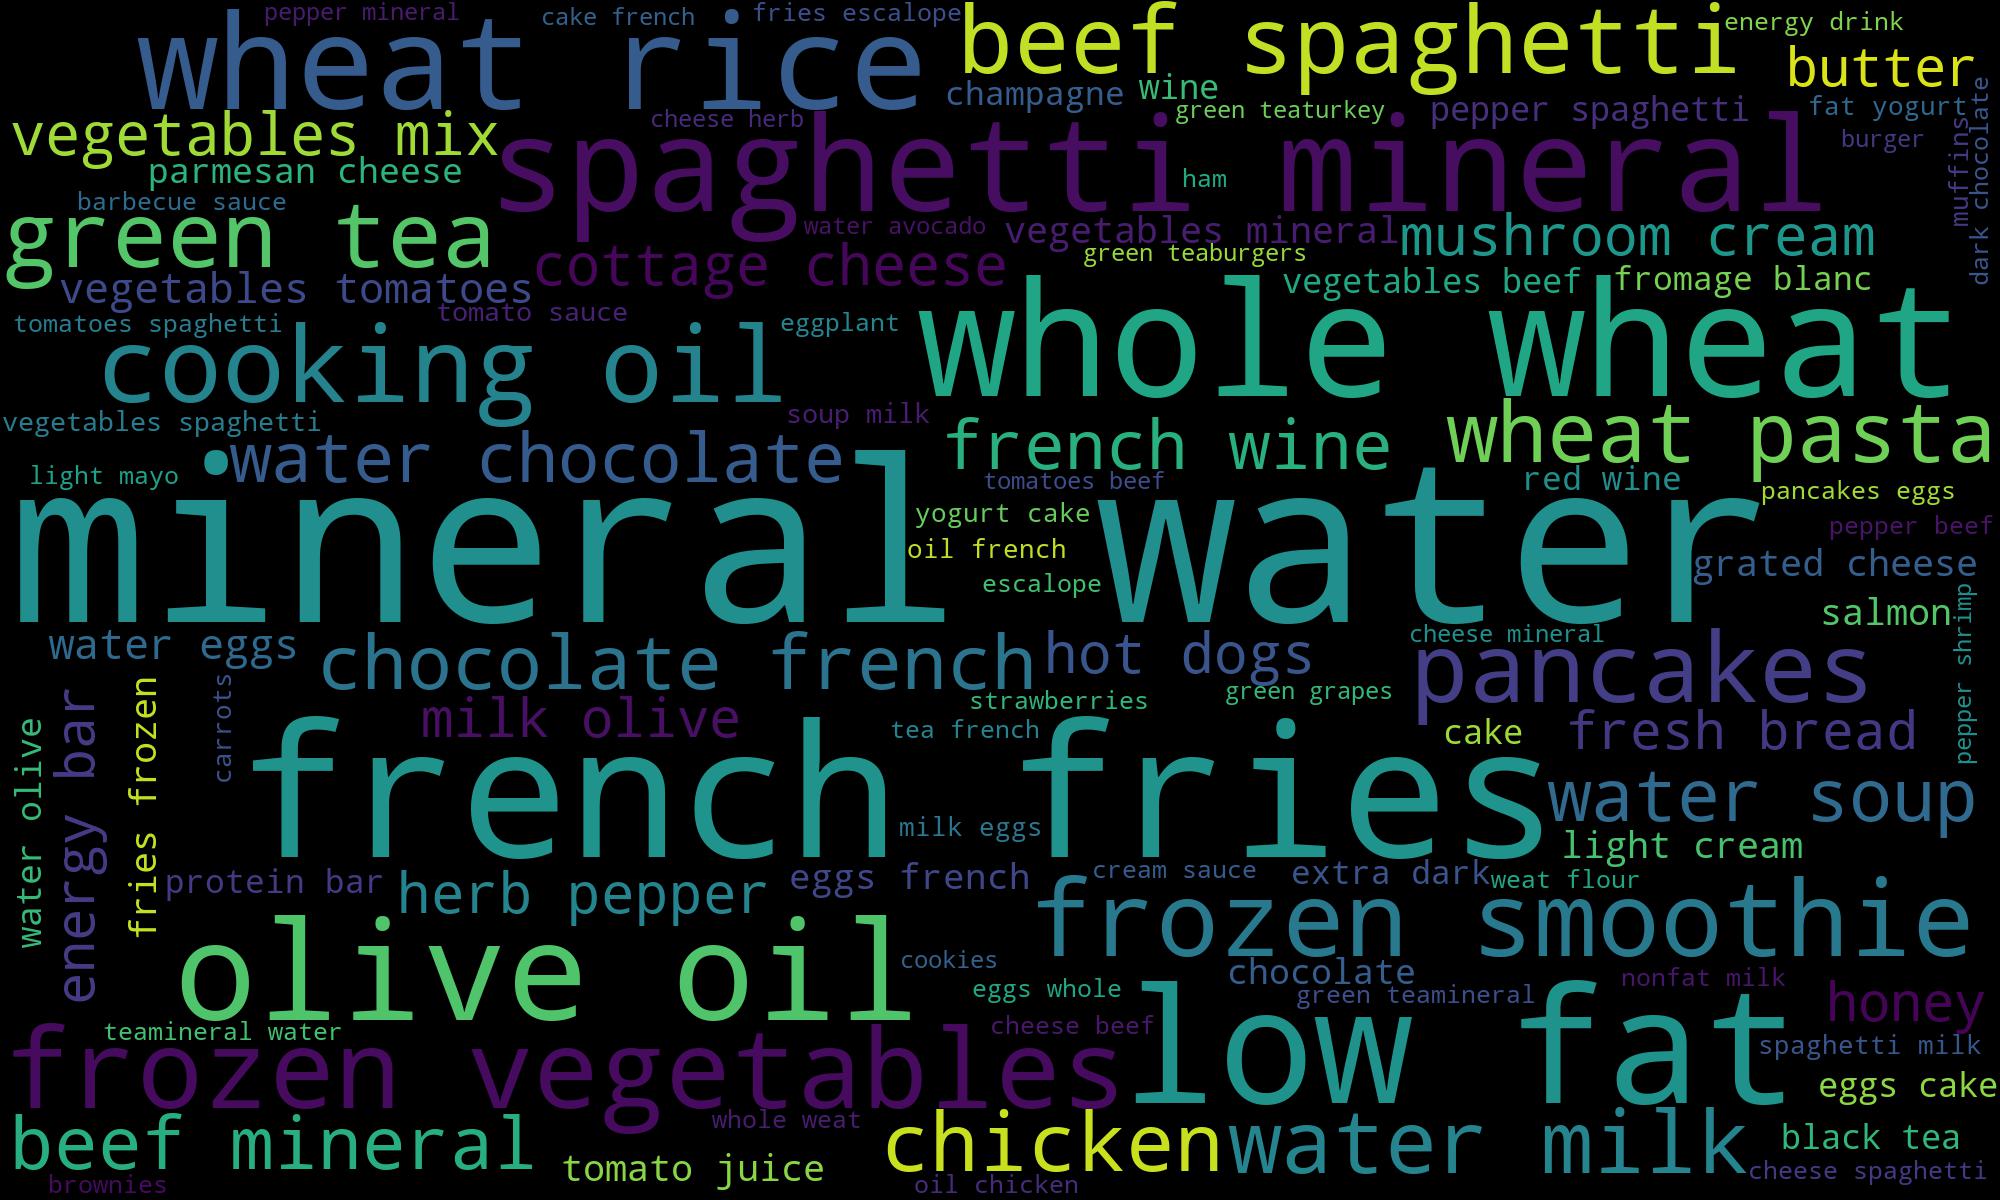 pepper mineral
cake french
fries escalope
wheat rice
beef spaghetti
energy drink
butter
champagne
wine
green teaturkey
pepper spaghetti
fat yogurt
dark chocolate
vegetables mix
cheese herb
spaghetti mineral
burger
muffins
parmesan cheese
ham
barbecue sauce
green tea
water avocado
vegetables mineral
mushroom cream
cottage cheese
green teaburgers
vegetables tomatoes
vegetables beef
fromage blanc
tomato sauce
tomatoes spaghetti
eggplant
cooking oil
whole wheat
vegetables spaghetti
soup milk
water chocolate
french wine
wheat pasta
light mayo
tomatoes beef
red wine
pancakes eggs
mineral water
yogurt cake
pepper beef
oil french
grated cheese
escalope
salmon
pepper shrimp
water eggs
chocolate french
hot dogs
cheese mineral
pancakes
strawberries
green grapes
carrots
energy bar
fries frozen
water olive
milk olive
tea french
cake
fresh bread
french fries
water soup
milk eggs
light cream
protein bar
herb pepper
eggs french
cream sauce
extra dark
weat flour
frozen smoothie
olive oil
cookies
chocolate
eggs whole
green teamineral
nonfat milk
honey
low fat
teamineral water
cheese beef
frozen vegetables
spaghetti milk
eggs cake
whole weat
beef mineral
chicken
water milk
black tea
tomato juice
cheese spaghetti
brownies
oil chicken